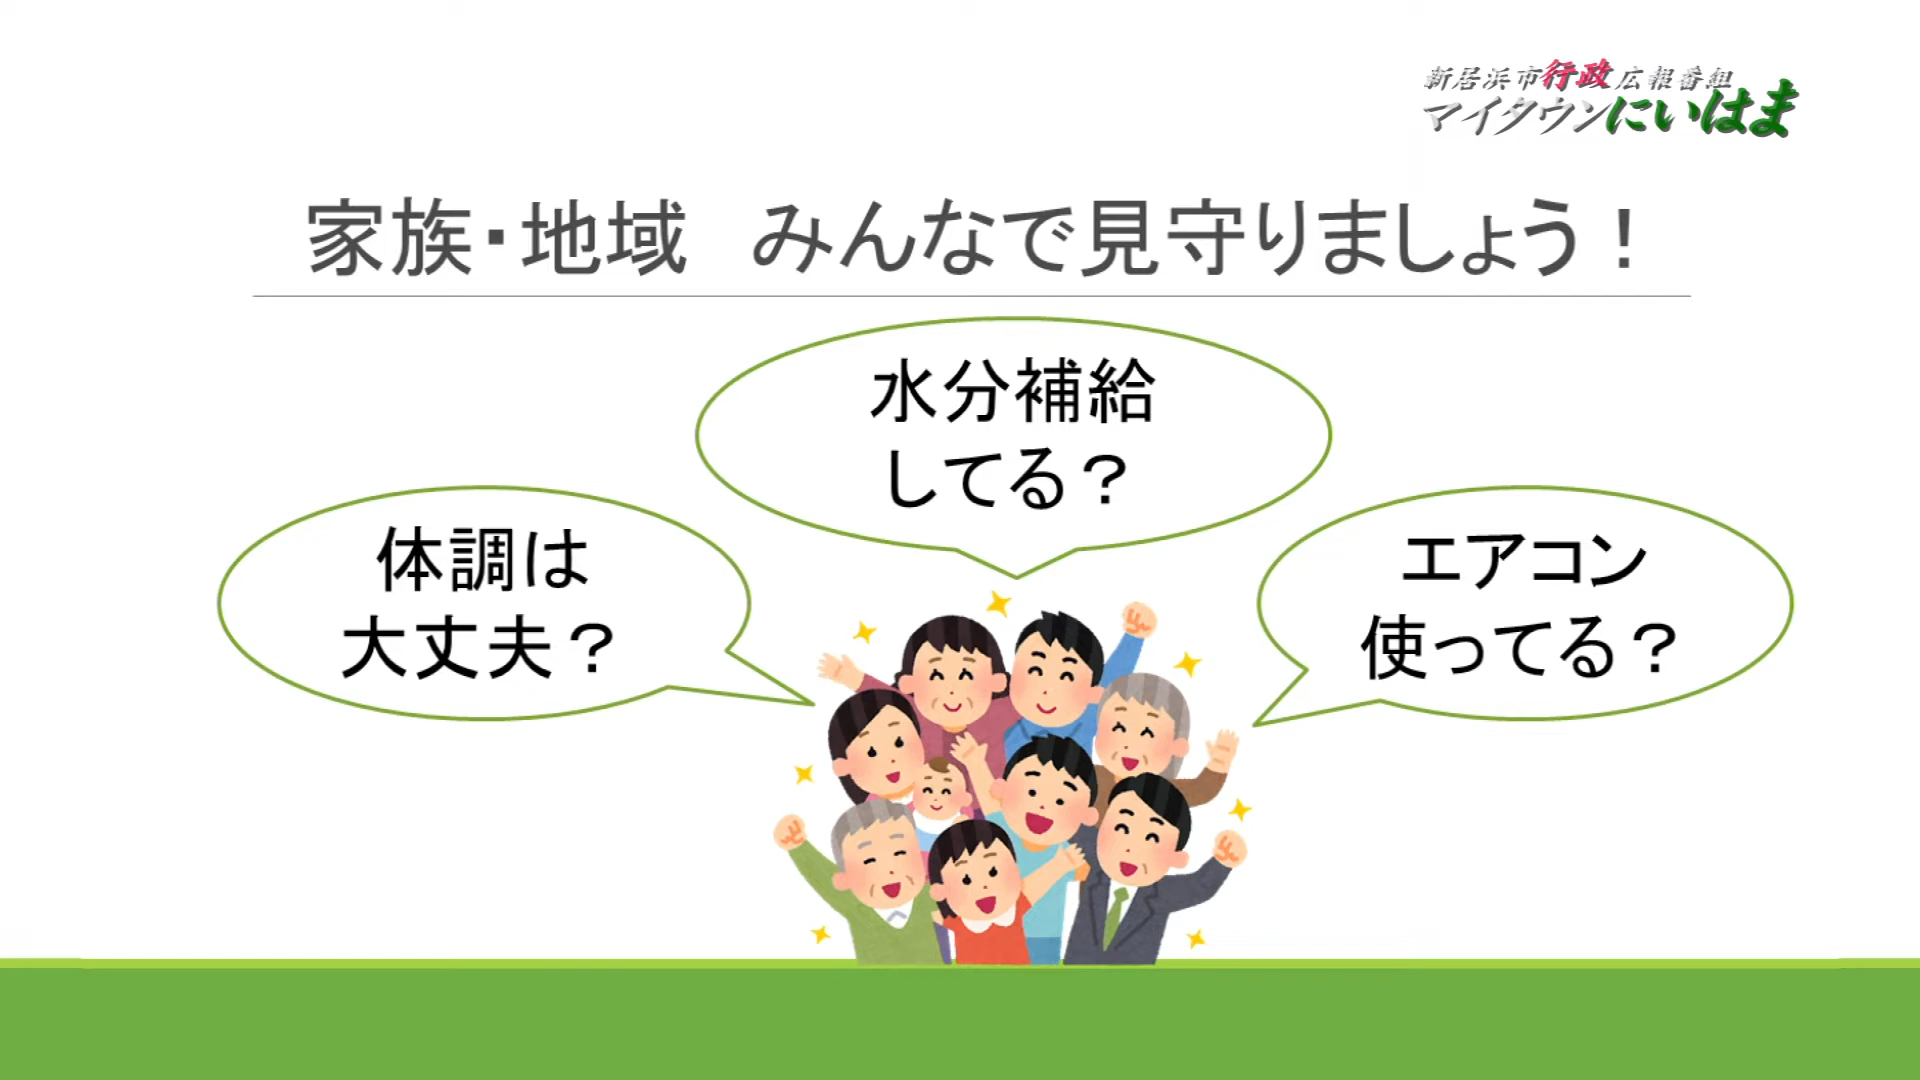 新居浜市行政広報番組
マイタウンにいはま
家族・地域　みんなで見守りましょう！
水分補給
してる？
体調は
大丈夫？
エアコン
使ってる？